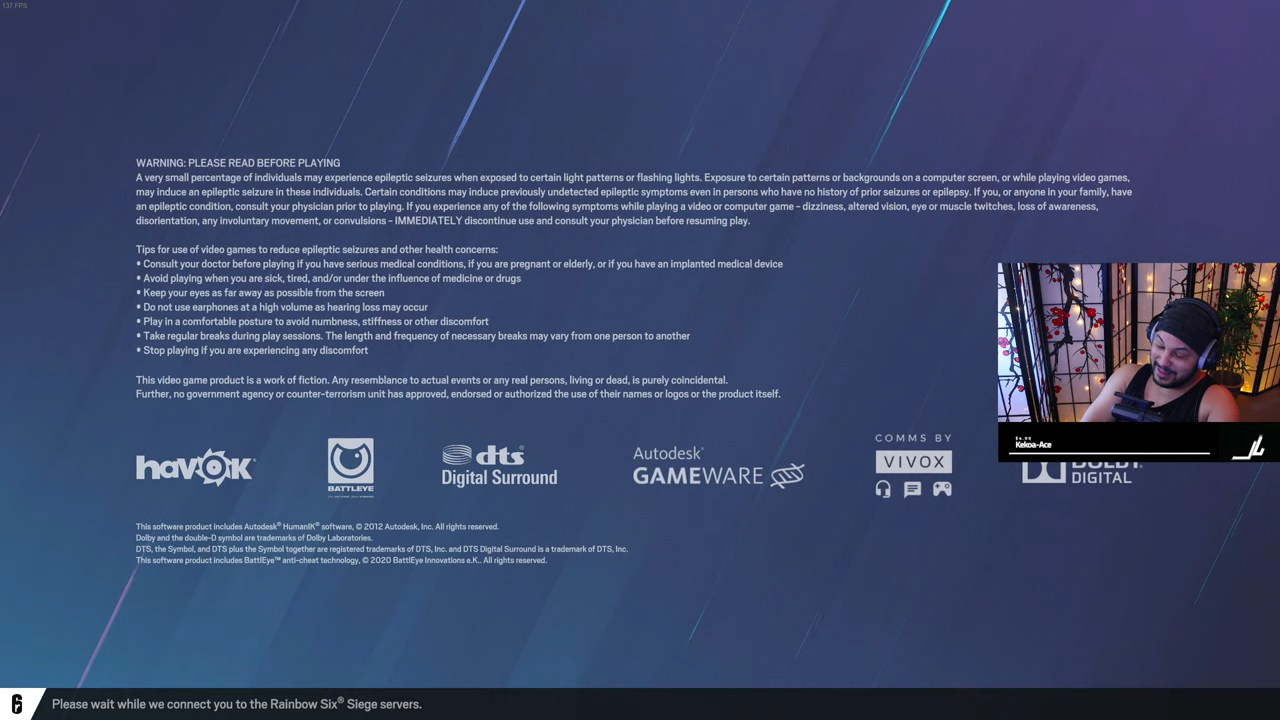 137 FPS
WARNING: PLEASE READ BEFORE PLAYING
A very small percentage of individuals may experience epileptic seizures when exposed to certain light patterns or flashing lights. Exposure to certain patterns or backgrounds on a computer screen, or while playing video games,
may induce an epileptic seizure in these individuals. Certain conditions may induce previously undetected epileptic symptoms even in persons who have no history of prior seizures or epilepsy. If you, or anyone in your family, have
an epileptic condition, consult your physician prior to playing. If you experience any of the following symptoms while playing a video or computer game - dizziness, altered vision, eye or muscle twitches, loss of awareness,
disorientation, any involuntary movement, or convulsions - IMMEDIATELY discontinue use and consult your physician before resuming play.
Tips for use of video games to reduce epileptic seizures and other health concerns:
• Consult your doctor before playing if you have serious medical conditions, if you are pregnant or elderly, or if you have an implanted medical device
• Avoid playing when you are sick, tired, and/or under the influence of medicine or drugs
• Keep your eyes as far away as possible from the screen
• Do not use earphones at a high volume as hearing loss may occur
• Play in a comfortable posture to avoid numbness, stiffness or other discomfort
• Take regular breaks during play sessions. The length and frequency of necessary breaks may vary from one person to another
• Stop playing if you are experiencing any discomfort
This video game product is a work of fiction. Any resemblance to actual events or any real persons, living or dead, is purely coincidental.
Further, no government agency or counter-terrorism unit has approved, endorsed or authorized the use of their names or logos or the product itself.
Kekoa-Ace
havok®
BATTLEYE
dts
Digital Surround
Autodesk®
GAMEWARE
COMMS BY
VIVOX
DOLBY
DIGITAL
This software product includes Autodesk® HumanIK® software, © 2012 Autodesk, Inc. All rights reserved.
Dolby and the double-D symbol are trademarks of Dolby Laboratories.
DTS, the Symbol, and DTS plus the Symbol together are registered trademarks of DTS, Inc. and DTS Digital Surround is a trademark of DTS, Inc.
This software product includes BattlEye™ anti-cheat technology, © 2020 BattlEye Innovations e.K.. All rights reserved.
6 Please wait while we connect you to the Rainbow Six® Siege servers.